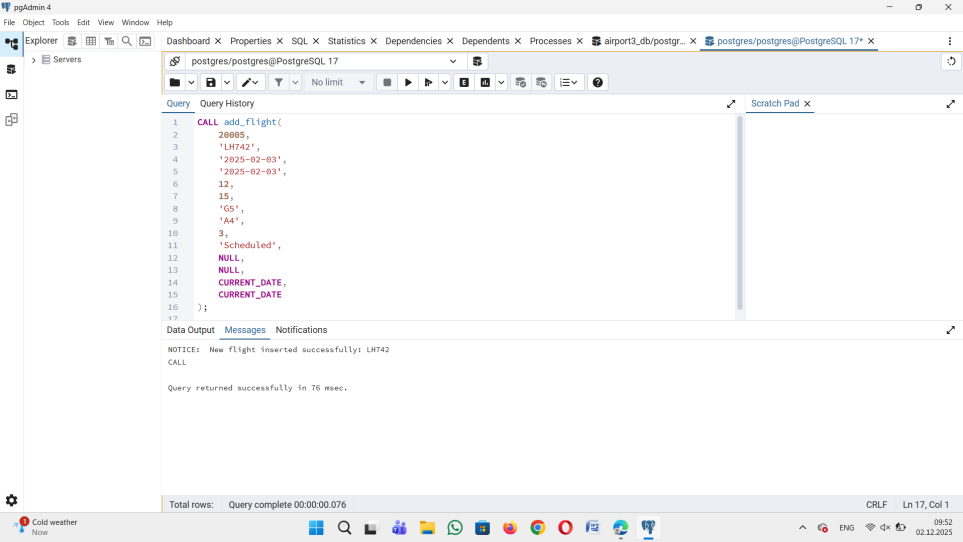 pgAdmin 4
File Object Tools Edit View Window Help
Explorer
Dashboard Properties SQL Statistics Dependencies Dependents Processes airport3_db/postgr... postgres/postgres@PostgreSQL 17*
Servers
postgres/postgres@PostgreSQL 17
No limit
Query Query History
Scratch Pad
1 CALL add_flight(
2 20005,
3 'LH742',
4 '2025-02-03',
5 '2025-02-03',
6 12,
7 15,
8 'G5',
9 'A4',
10 3,
11 'Scheduled',
12 NULL,
13 NULL,
14 CURRENT_DATE,
15 CURRENT_DATE
16 );
17
Data Output Messages Notifications
NOTICE: New flight inserted successfully: LH742
CALL
Query returned successfully in 76 msec.
Total rows: Query complete 00:00:00.076 CRLF Ln 17, Col 1
1
Cold weather
Now
ENG
09:52
02.12.2025